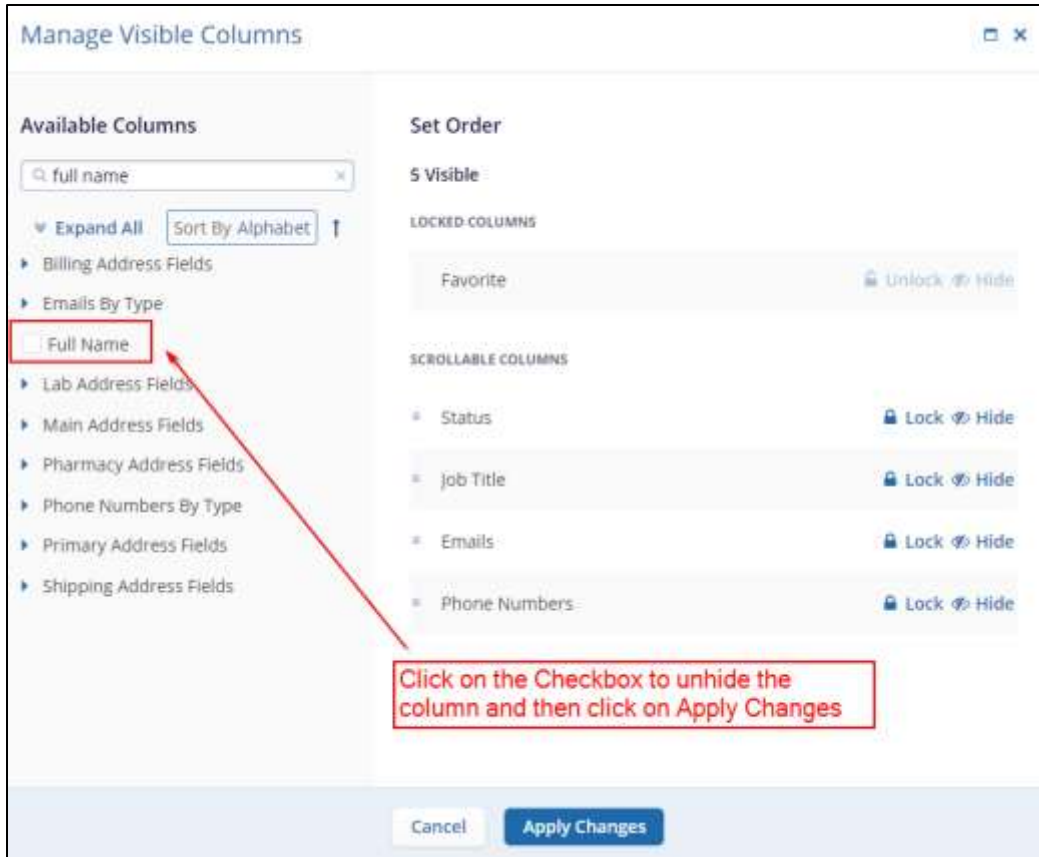 Manage Visible Columns
Available Columns
full name
Expand All Sort By Alphabet
Billing Address Fields
Emails By Type
Full Name
Lab Address Fields
Main Address Fields
Pharmacy Address Fields
Phone Numbers By Type
Primary Address Fields
Shipping Address Fields
Set Order
5 Visible
LOCKED COLUMNS
Favorite Unlock Hide
SCROLLABLE COLUMNS
Status Lock Hide
Job Title Lock Hide
Emails Lock Hide
Phone Numbers Lock Hide
Click on the Checkbox to unhide the
column and then click on Apply Changes
Cancel Apply Changes